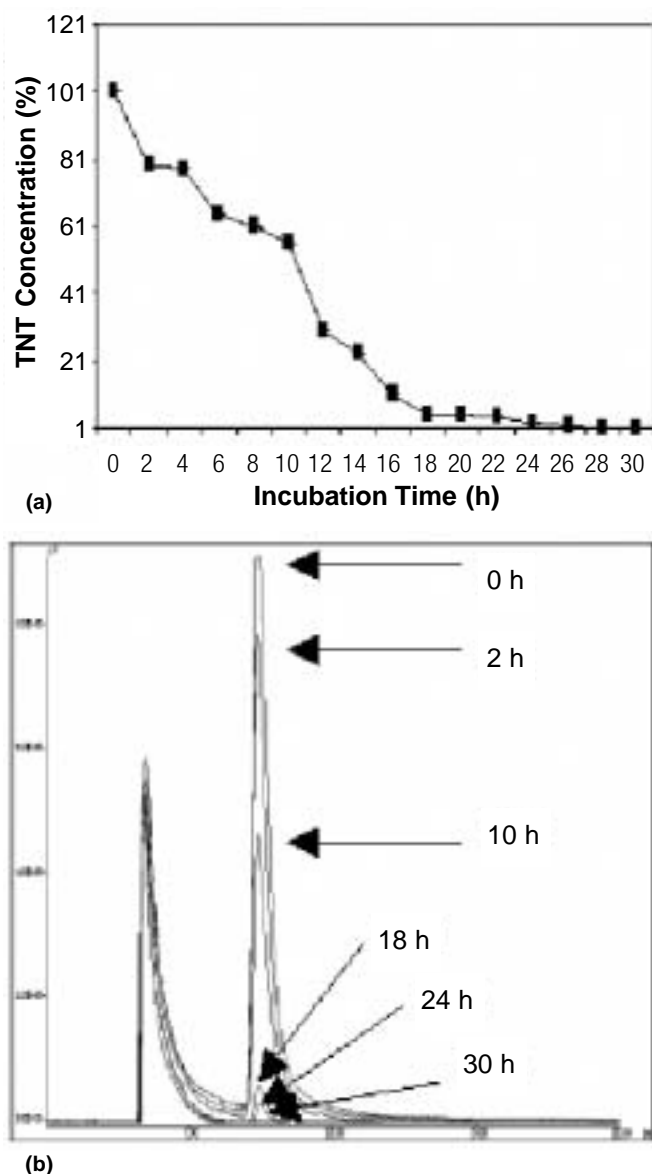 121
101
81
61
41
21
1
TNT Concentration (%)
0 2 4 6 8 10 12 14 16 18 20 22 24 26 28 30
(a)
Incubation Time (h)
0 h
2 h
10 h
18 h
24 h
30 h
(b)